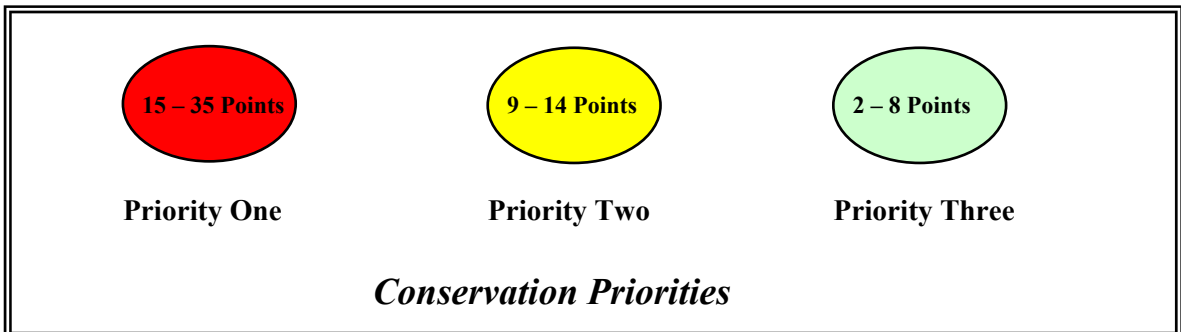 15 – 35 Points 9 – 14 Points 2 – 8 Points
Priority One Priority Two Priority Three
Conservation Priorities